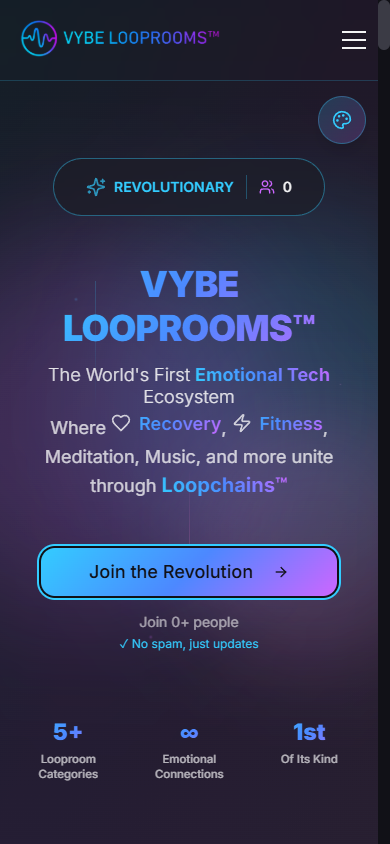 VYBE LOOPROOMS™
REVOLUTIONARY
0
VYBE
LOOPROOMS™
The World's First Emotional Tech
Ecosystem
Where Recovery, Fitness,
Meditation, Music, and more unite
through Loopchains™
Join the Revolution →
Join 0+ people
✓ No spam, just updates
5+ ∞ 1st
Looproom Emotional Of Its Kind
Categories Connections